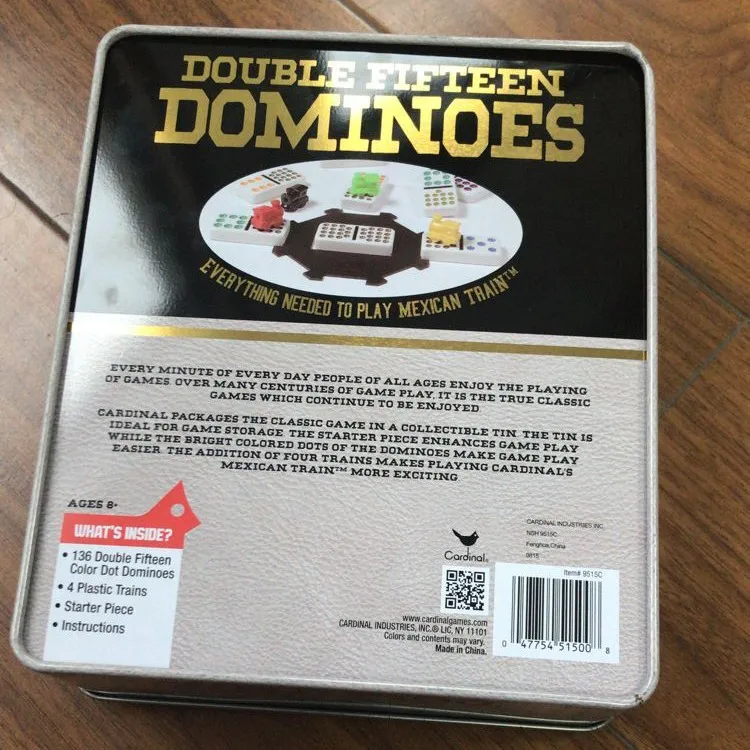 DOUBLE FIFTEEN
DOMINOES
EVERYTHING NEEDED TO PLAY MEXICAN TRAIN™
EVERY MINUTE OF EVERY DAY PEOPLE OF ALL AGES ENJOY THE PLAYING
OF GAMES. OVER MANY CENTURIES OF GAME PLAY, IT IS THE TRUE CLASSIC
GAMES WHICH CONTINUE TO BE ENJOYED
CARDINAL PACKAGES THE CLASSIC GAME IN A COLLECTIBLE TIN. THE TIN IS
IDEAL FOR GAME STORAGE. THE STARTER PIECE ENHANCES GAME PLAY
WHILE THE BRIGHT COLORED DOTS OF THE DOMINOES MAKE GAME PLAY
EASIER. THE ADDITION OF FOUR TRAINS MAKES PLAYING CARDINAL'S
MEXICAN TRAIN™ MORE EXCITING
AGES 8+
WHAT'S INSIDE?
• 136 Double Fifteen
Color Dot Dominoes
• 4 Plastic Trains
• Starter Piece
• Instructions
Cardinal®
www.cardinalgames.com
CARDINAL INDUSTRIES, INC.® LIC, NY 11101
Colors and contents may vary.
Made in China.
CARDINAL INDUSTRIES INC.
NSH 9515C
Fenghua,China
0815
Item# 9515C
0 47754 51500 8